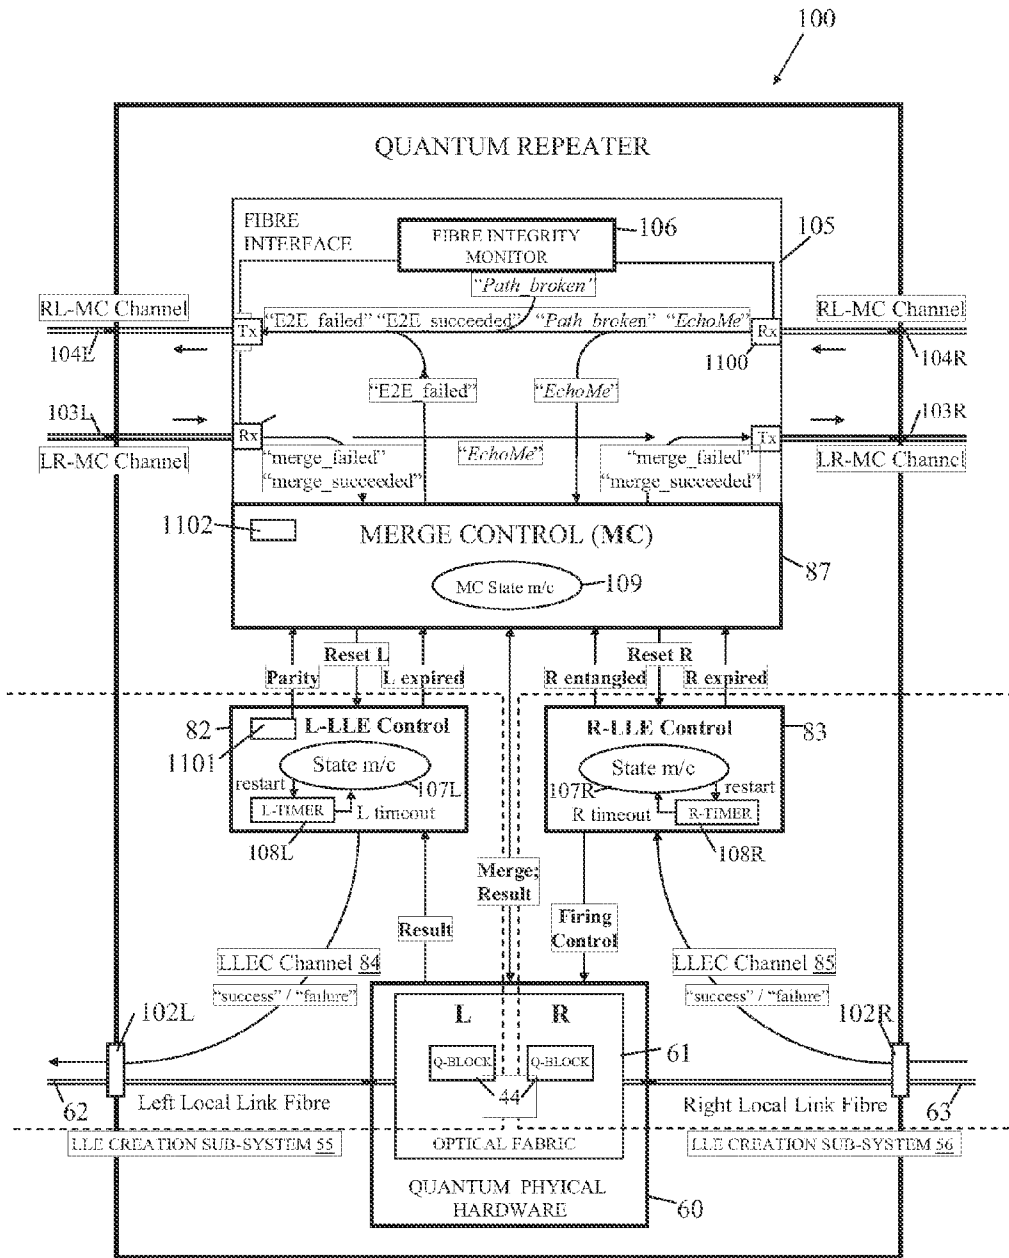 100
QUANTUM REPEATER
FIBRE
INTERFACE
FIBRE INTEGRITY
MONITOR
106
105
"Path_broken"
RL-MC Channel
RL-MC Channel
Tx
"E2E_failed" "E2E_succeeded" "Path_broken" "EchoMe"
Rx
104L
1100
104R
"E2E_failed"
"EchoMe"
103L
103R
Rx
Tx
LR-MC Channel
"merge_failed"
"merge_succeeded"
"EchoMe"
"merge_failed"
"merge_succeeded"
LR-MC Channel
1102
MERGE CONTROL (MC)
87
MC State m/c
109
Parity
Reset L
L expired
R entangled
Reset R
R expired
82
L-LLE Control
R-LLE Control
83
1101
State m/c
107L
State m/c
107R
restart
restart
L-TIMER
L timeout
R timeout
R-TIMER
108L
108R
Merge;
Result
Firing
Control
Result
LLEC Channel 84
"success" / "failure"
LLEC Channel 85
"success" / "failure"
102L
102R
L
R
61
Q-BLOCK
Q-BLOCK
44
62
Left Local Link Fibre
Right Local Link Fibre
63
LLE CREATION SUB-SYSTEM 55
OPTICAL FABRIC
LLE CREATION SUB-SYSTEM 56
QUANTUM PHYICAL
HARDWARE
60